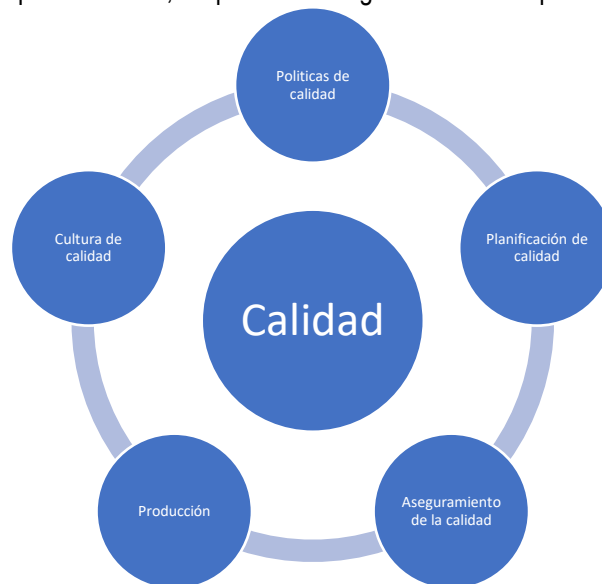 Politicas de
calidad
Planificación de
calidad
Aseguramiento
de la calidad
Producción
Cultura de
calidad
Calidad